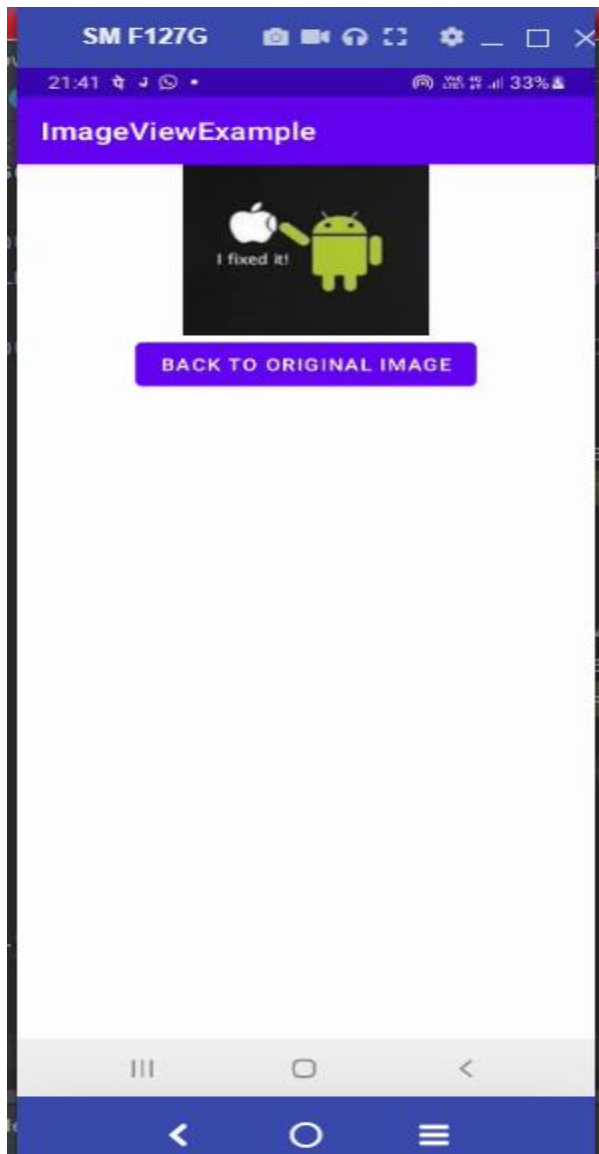 SM F127G
21:41 33%
ImageViewExample
I fixed it!
BACK TO ORIGINAL IMAGE